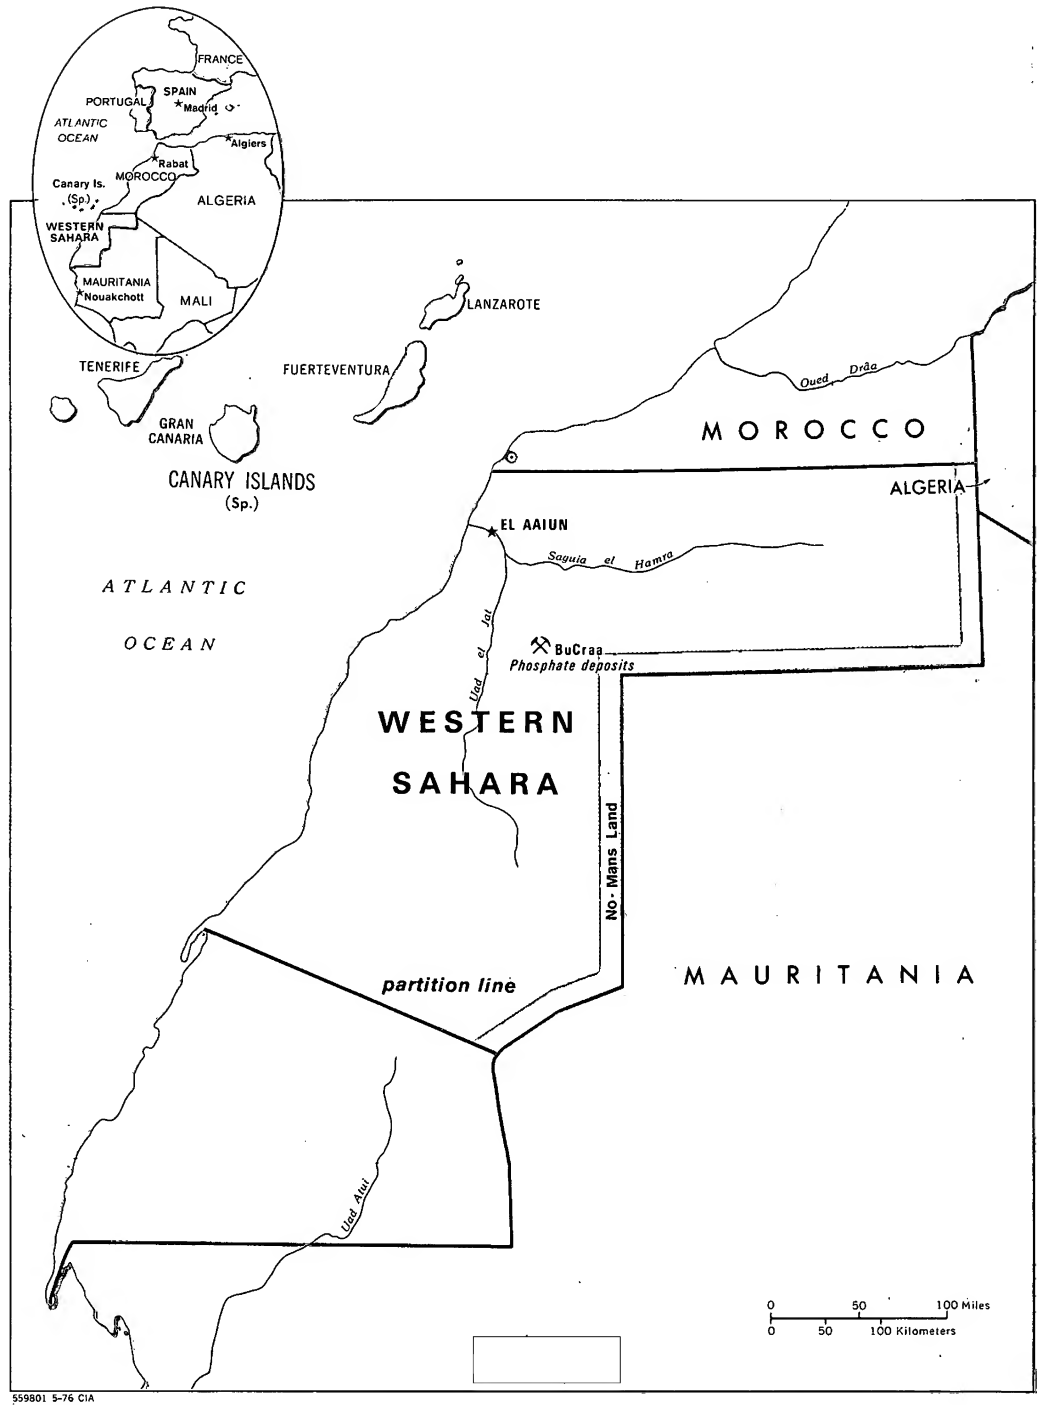 FRANCE
SPAIN
PORTUGAL
Madrid
ATLANTIC
OCEAN
Algiers
Rabat
MOROCCO
Canary Is.
(Sp.)
ALGERIA
WESTERN
SAHARA
MAURITANIA
Nouakchott
MALI
LANZAROTE
TENERIFE
FUERTEVENTURA
GRAN
CANARIA
CANARY ISLANDS
(Sp.)
Oued Drâa
MOROCCO
ALGERIA
EL AAIUN
Saguia el Hamra
ATLANTIC
OCEAN
Uad el Jat
BuCraa
Phosphate deposits
WESTERN
SAHARA
No-Mans Land
partition line
MAURITANIA
Uad Atui
0 50 100 Miles
0 50 100 Kilometers
559801 5-76 CIA